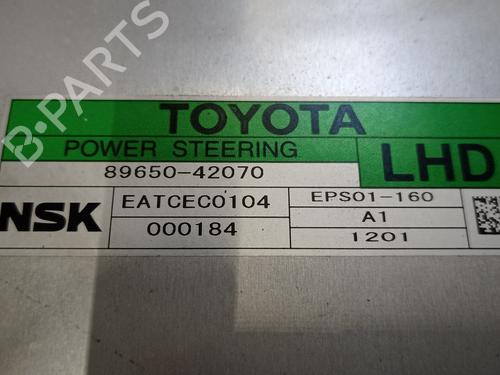 TOYOTA
POWER STEERING
LHD
89650-42070
NSK
EATCEC0104
EPS01-160
000184
A1
1201
B-PARTS